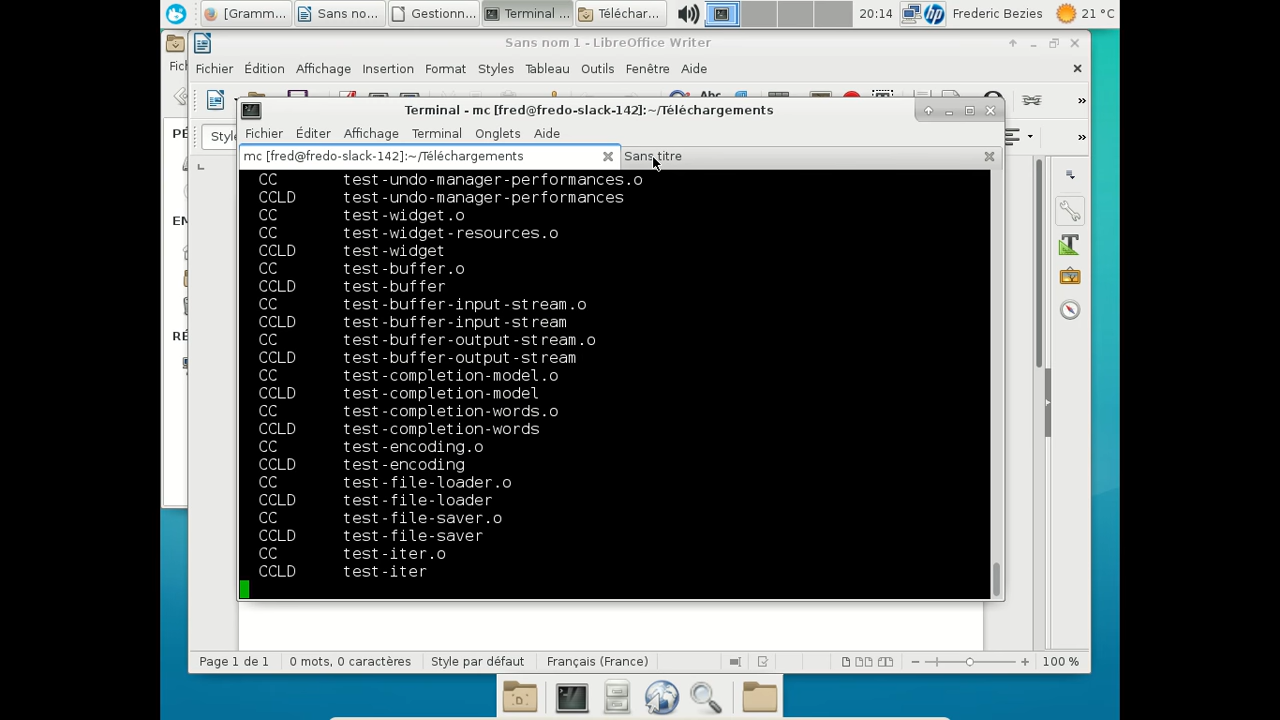 [Gramm...
Sans no...
Gestionn...
Terminal ...
Téléchar...
20:14
Frederic Bezies
21 °C
Sans nom 1 - LibreOffice Writer
Fichier Édition Affichage Insertion Format Styles Tableau Outils Fenêtre Aide
Terminal - mc [fred@fredo-slack-142]:~/Téléchargements
Fichier Éditer Affichage Terminal Onglets Aide
mc [fred@fredo-slack-142]:~/Téléchargements
Sans titre
CC test-undo-manager-performances.o
CCLD test-undo-manager-performances
CC test-widget.o
CC test-widget-resources.o
CCLD test-widget
CC test-buffer.o
CCLD test-buffer
CC test-buffer-input-stream.o
CCLD test-buffer-input-stream
CC test-buffer-output-stream.o
CCLD test-buffer-output-stream
CC test-completion-model.o
CCLD test-completion-model
CC test-completion-words.o
CCLD test-completion-words
CC test-encoding.o
CCLD test-encoding
CC test-file-loader.o
CCLD test-file-loader
CC test-file-saver.o
CCLD test-file-saver
CC test-iter.o
CCLD test-iter
Page 1 de 1 0 mots, 0 caractères Style par défaut Français (France) 100 %